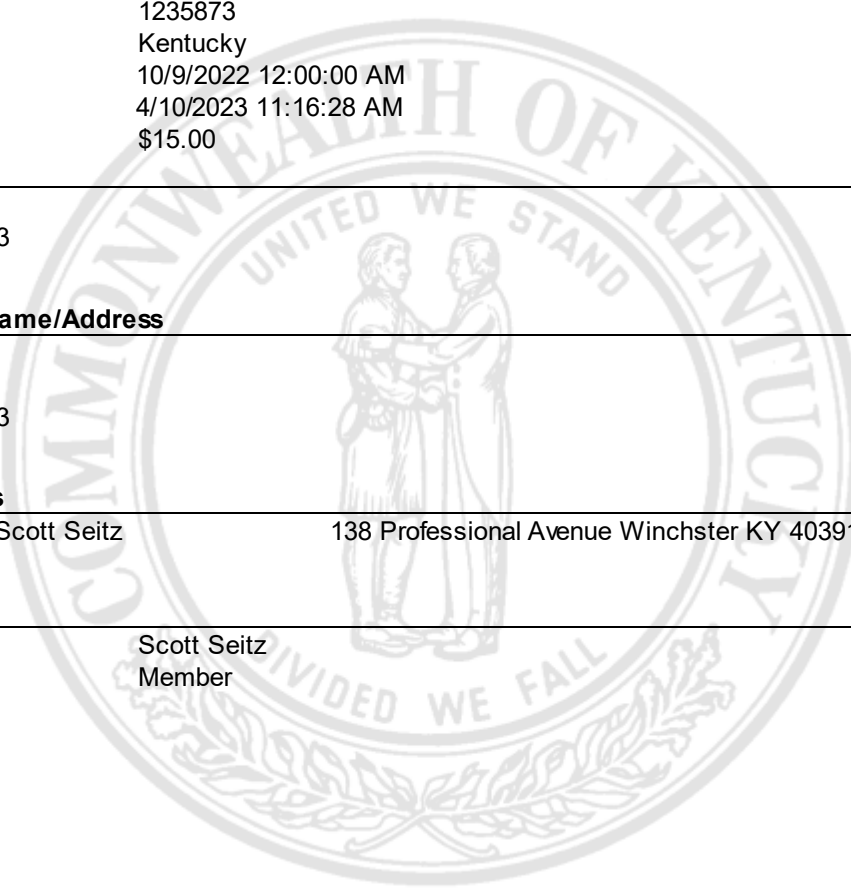 1235873
Kentucky
10/9/2022 12:00:00 AM
4/10/2023 11:16:28 AM
$15.00
3
ame/Address
3
s
Scott Seitz 138 Professional Avenue Winchster KY 40391
Scott Seitz
Member
COMMONWEALTH OF KENTUCKY
UNITED WE STAND
DIVIDED WE FALL